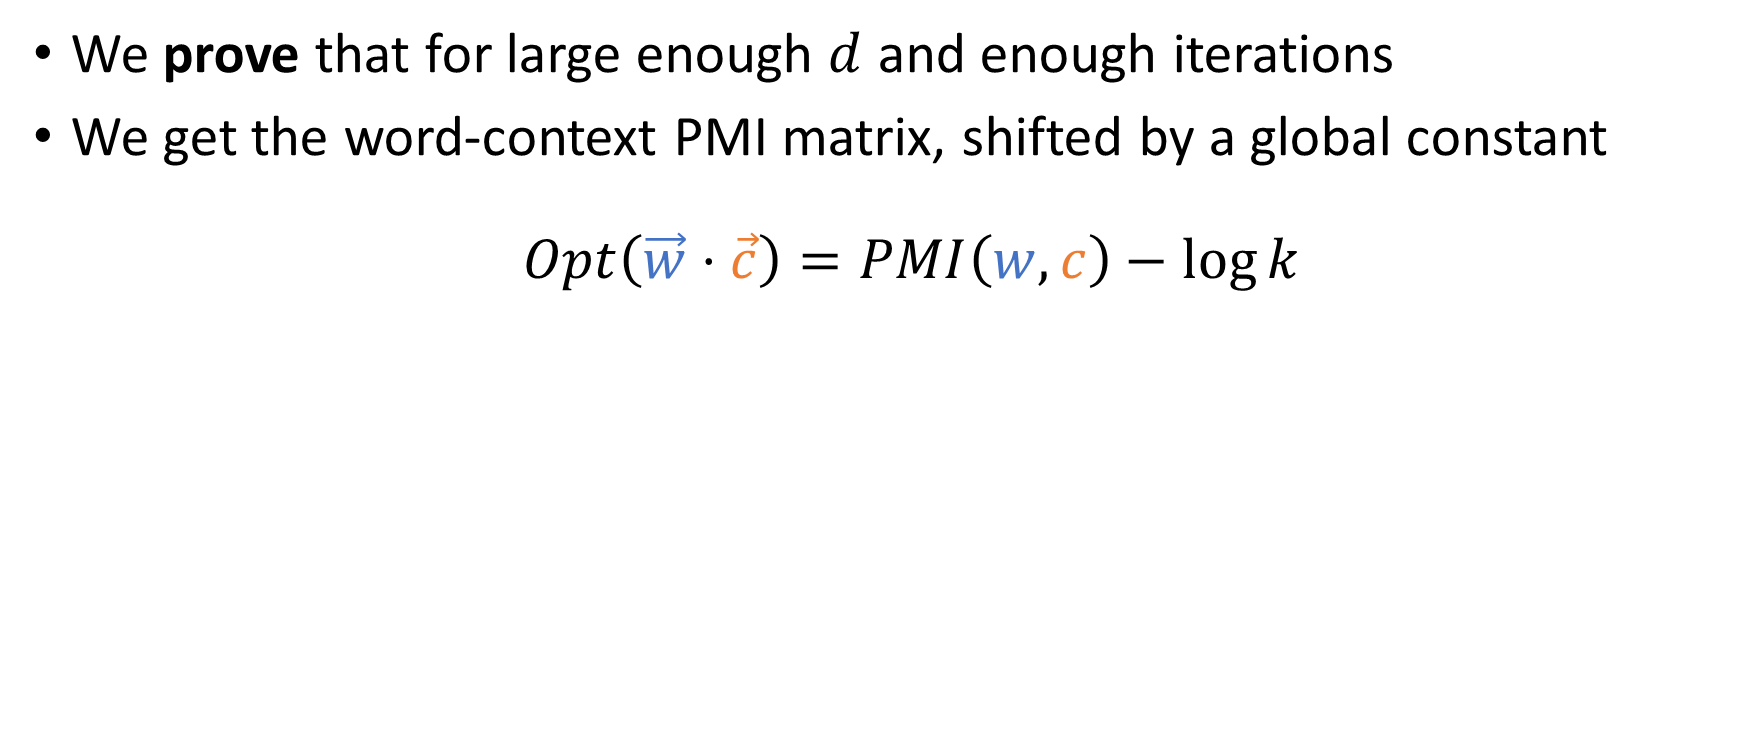 • We prove that for large enough d and enough iterations
• We get the word-context PMI matrix, shifted by a global constant
Opt(w⃗ · c⃗) = PMI(w, c) − log k